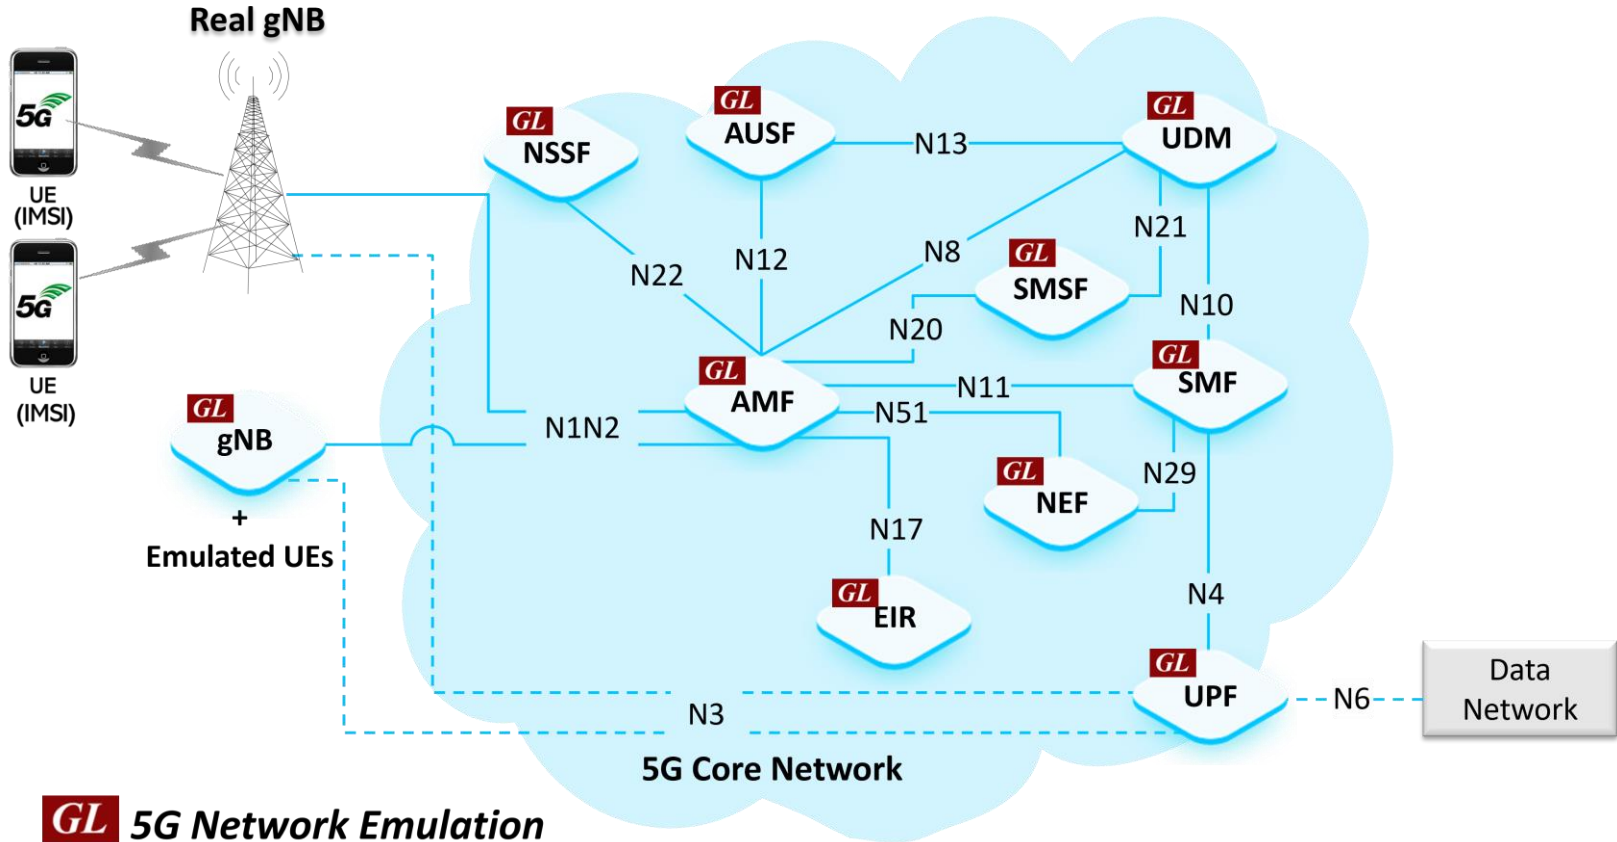 Real gNB
5G
UE
(IMSI)
5G
UE
(IMSI)
GL
NSSF
GL
AUSF
N13
GL
UDM
N22
N12
N8
N21
GL
SMSF
N20
N10
GL
AMF
N11
GL
SMF
N51
GL
gNB
+
Emulated UEs
N1N2
N29
GL
NEF
N17
GL
EIR
N4
GL
UPF
N6
Data
Network
N3
5G Core Network
GL 5G Network Emulation